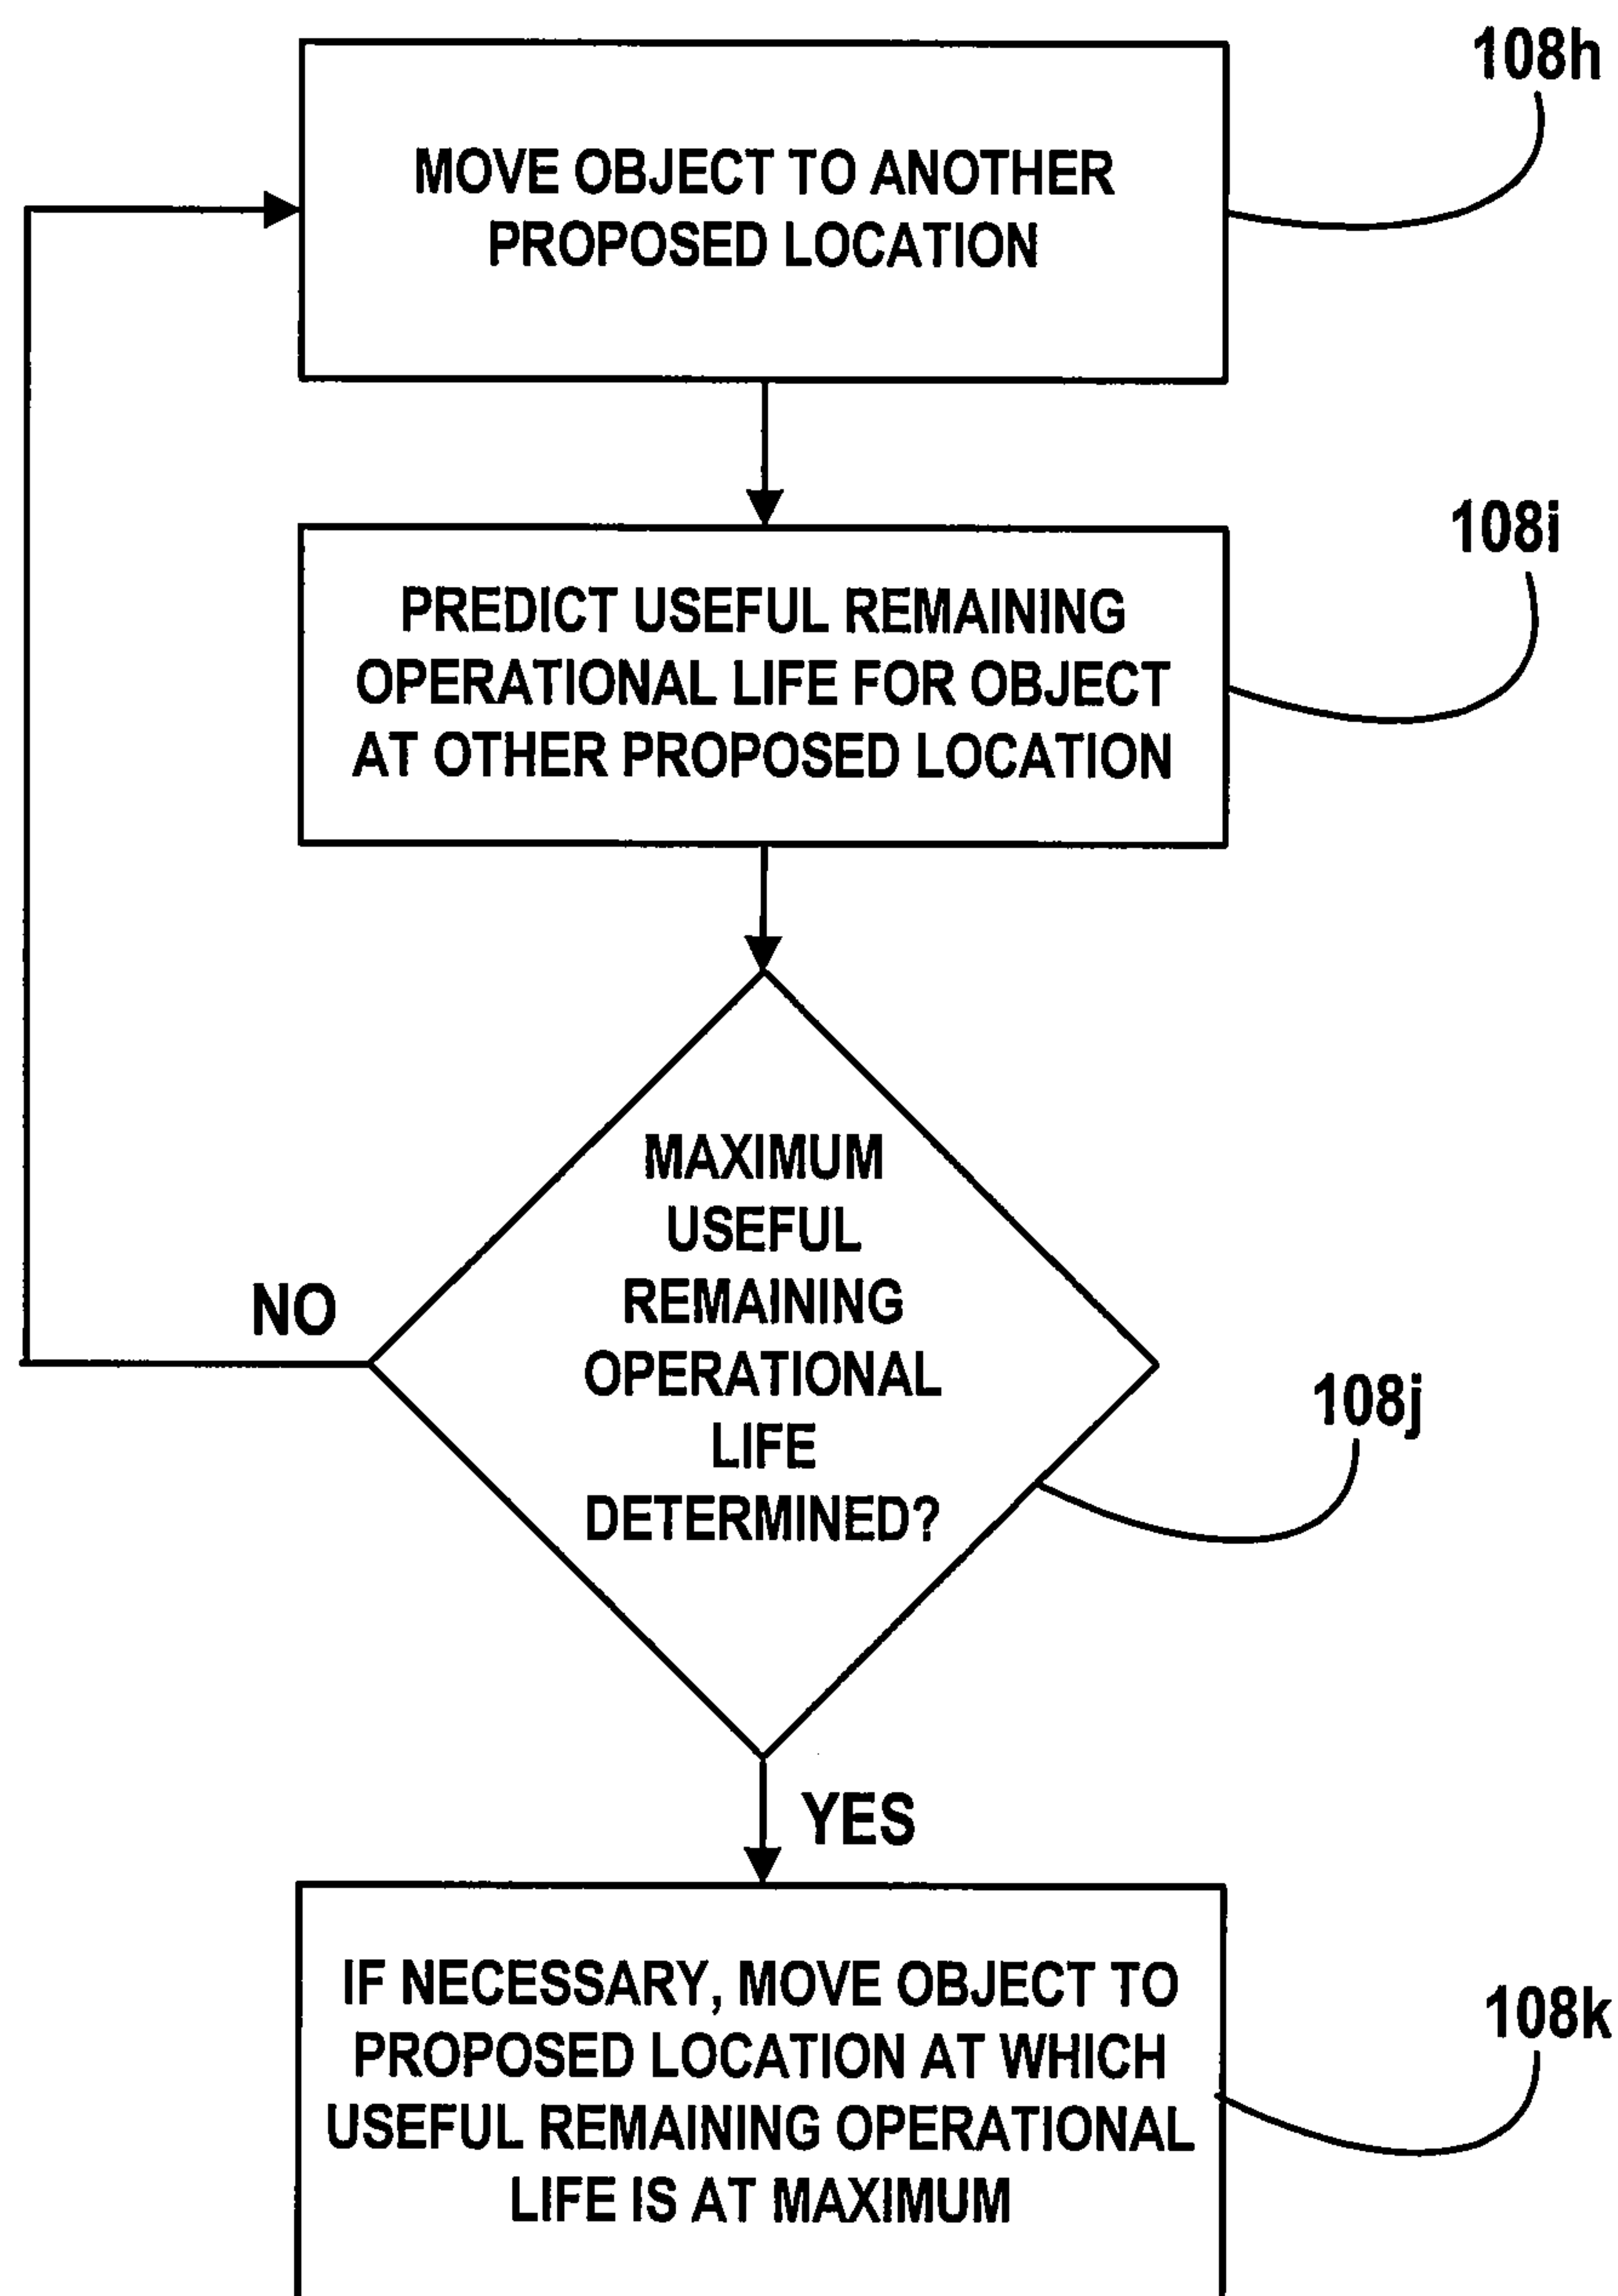 108h
MOVE OBJECT TO ANOTHER
PROPOSED LOCATION
108i
PREDICT USEFUL REMAINING
OPERATIONAL LIFE FOR OBJECT
AT OTHER PROPOSED LOCATION
MAXIMUM
USEFUL
REMAINING
OPERATIONAL
LIFE
DETERMINED?
NO
108j
YES
IF NECESSARY, MOVE OBJECT TO
PROPOSED LOCATION AT WHICH
USEFUL REMAINING OPERATIONAL
LIFE IS AT MAXIMUM
108k